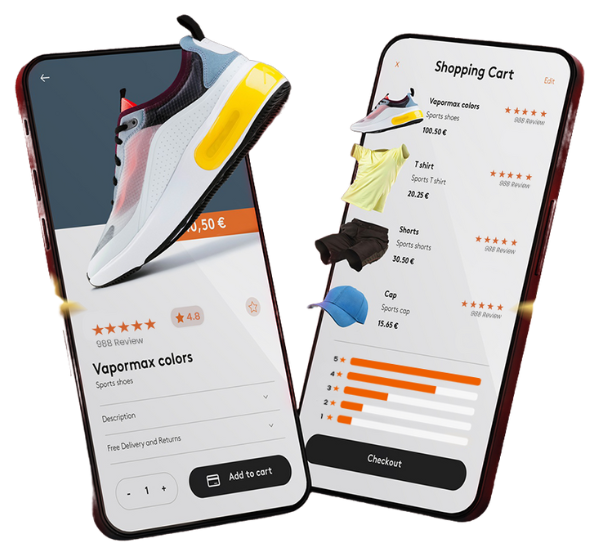 0,50 €
4.8
988 Review
Vapormax colors
Sports shoes
Description
Free Delivery and Returns
- 1 +
Add to cart
x
Shopping Cart
Edit
Vapormax colors
Sports shoes
100.50 €
988 Review
T shirt
Sports T shirt
20.25 €
988 Review
Shorts
Sports shorts
30.50 €
988 Review
Cap
Sports cap
15.65 €
988 Review
5
4
3
2
1
Checkout